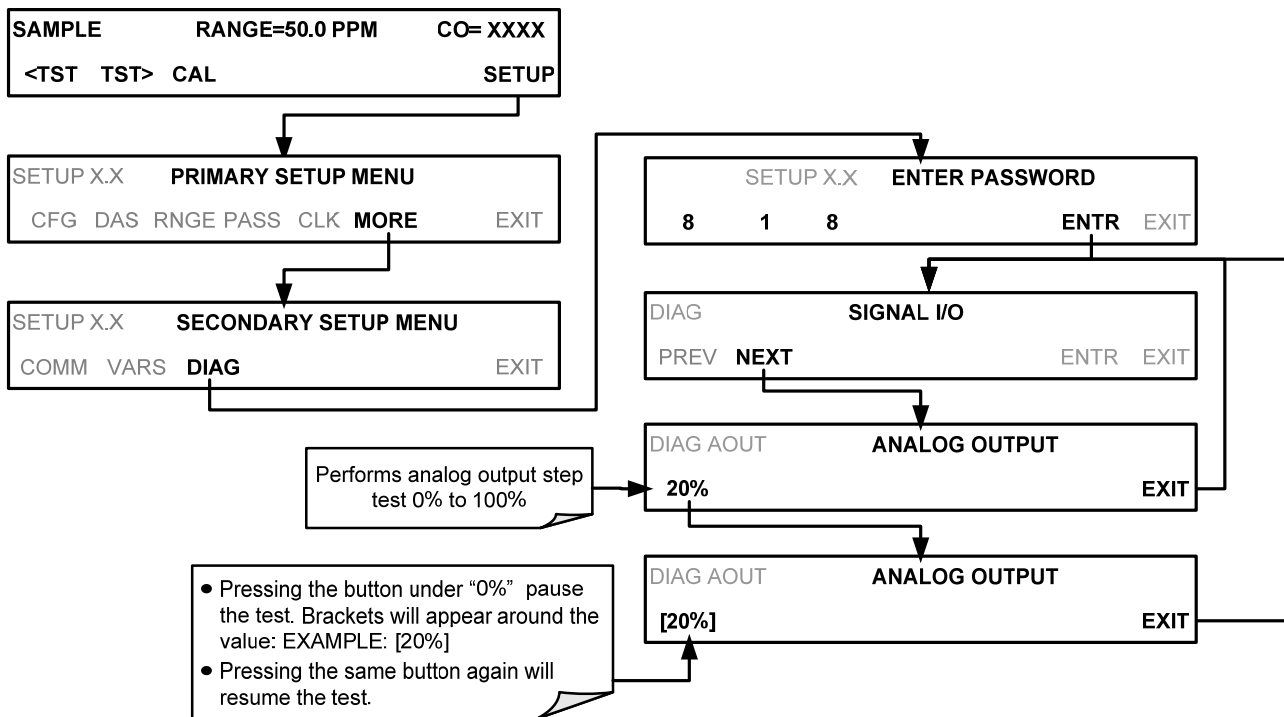 SAMPLE RANGE=50.0 PPM CO= XXXX
<TST TST> CAL SETUP
SETUP X.X PRIMARY SETUP MENU
CFG DAS RNGE PASS CLK MORE EXIT
SETUP X.X SECONDARY SETUP MENU
COMM VARS DIAG EXIT
SETUP X.X ENTER PASSWORD
8 1 8 ENTR EXIT
DIAG SIGNAL I/O
PREV NEXT ENTR EXIT
DIAG AOUT ANALOG OUTPUT
20% EXIT
Performs analog output step
test 0% to 100%
DIAG AOUT ANALOG OUTPUT
[20%] EXIT
● Pressing the button under “0%” pause
the test. Brackets will appear around the
value: EXAMPLE: [20%]
● Pressing the same button again will
resume the test.